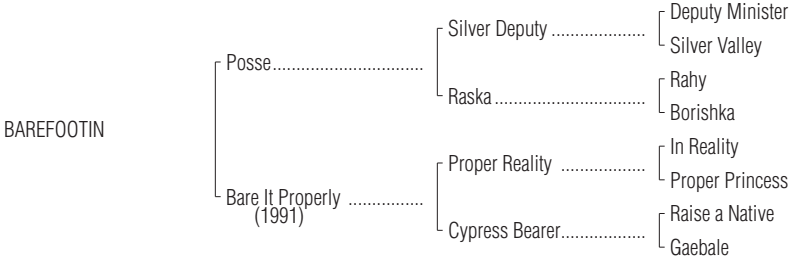 Deputy Minister
Silver Deputy ....................
Silver Valley
Posse................................
Rahy
Raska ................................
Borishka
BAREFOOTIN
In Reality
Proper Reality ..................
Proper Princess
Bare It Properly ................
(1991)
Raise a Native
Cypress Bearer..................
Gaebale